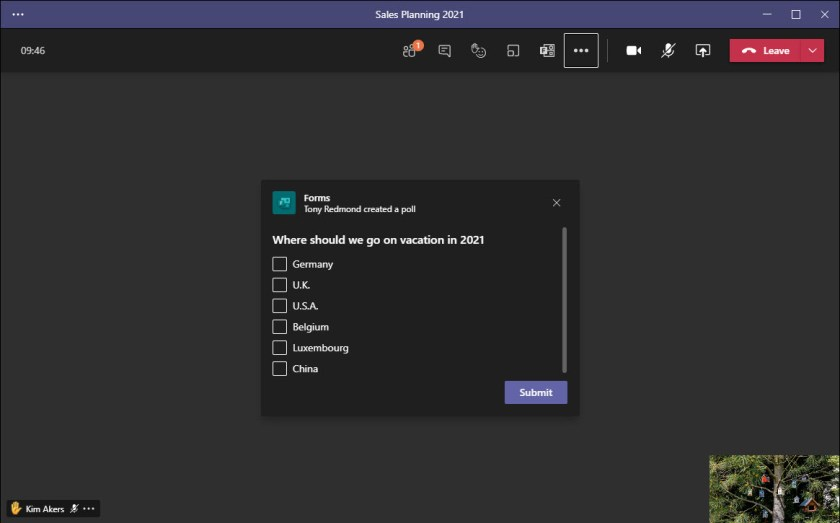 Sales Planning 2021
09:46
1
Leave
Forms
Tony Redmond created a poll
Where should we go on vacation in 2021
Germany
U.K.
U.S.A.
Belgium
Luxembourg
China
Submit
Kim Akers